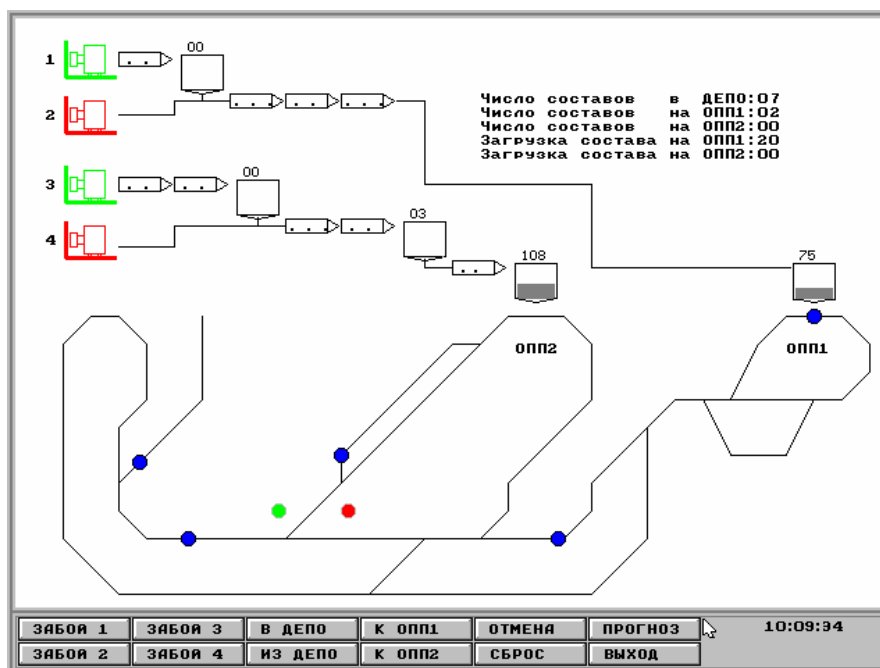 00
1
Число составов в ДЕПО:07
2
Число составов на ОПП1:02
Число составов на ОПП2:00
Загрузка состава на ОПП1:20
Загрузка состава на ОПП2:00
00
3
03
4
108
75
ОПП2
ОПП1
ЗАБОЙ 1 ЗАБОЙ 3 В ДЕПО К ОПП1 ОТМЕНА ПРОГНОЗ 10:09:34
ЗАБОЙ 2 ЗАБОЙ 4 ИЗ ДЕПО К ОПП2 СБРОС ВЫХОД